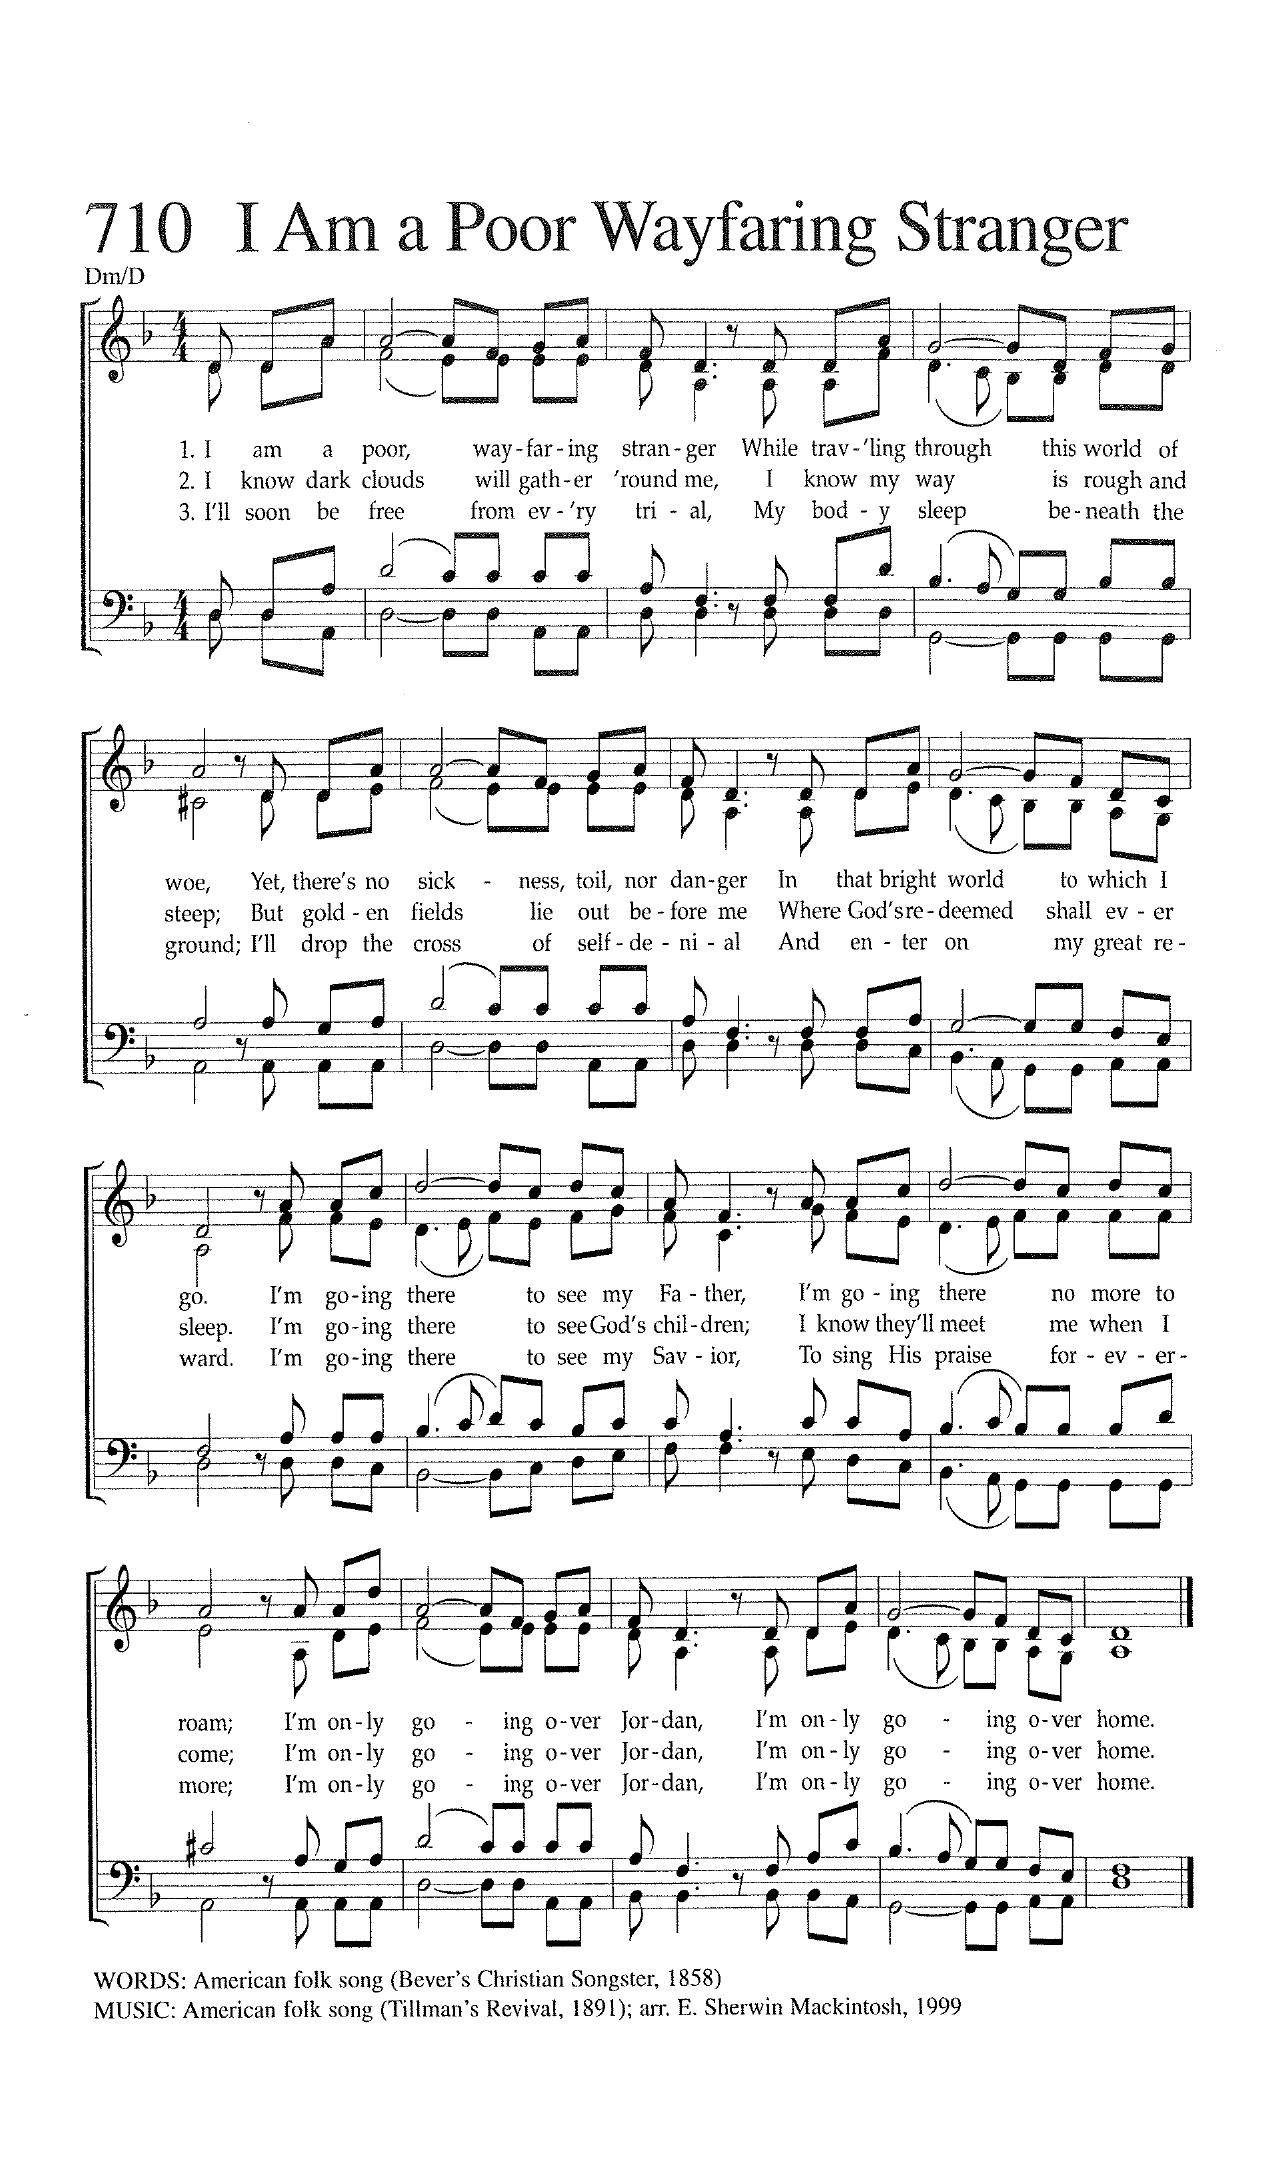 710 I Am a Poor Wayfaring Stranger
Dm/D
1. I am a poor, way-far-ing stran-ger While trav-'ling through this world of
2. I know dark clouds will gath-er 'round me, I know my way is rough and
3. I'll soon be free from ev-'ry tri-al, My bod-y sleep be-neath the
woe, Yet, there's no sick-ness, toil, nor dan-ger In that bright world to which I
steep; But gold-en fields lie out be-fore me Where God's re-deemed shall ev-er
ground; I'll drop the cross of self-de-ni-al And en-ter on my great re-
go. I'm go-ing there to see my Fa-ther, I'm go-ing there no more to
sleep. I'm go-ing there to see God's chil-dren; I know they'll meet me when I
ward. I'm go-ing there to see my Sav-ior, To sing His praise for-ev-er-
roam; I'm on-ly go-ing o-ver Jor-dan, I'm on-ly go-ing o-ver home.
come; I'm on-ly go-ing o-ver Jor-dan, I'm on-ly go-ing o-ver home.
more; I'm on-ly go-ing o-ver Jor-dan, I'm on-ly go-ing o-ver home.
WORDS: American folk song (Bever's Christian Songster, 1858)
MUSIC: American folk song (Tillman's Revival, 1891); arr. E. Sherwin Mackintosh, 1999